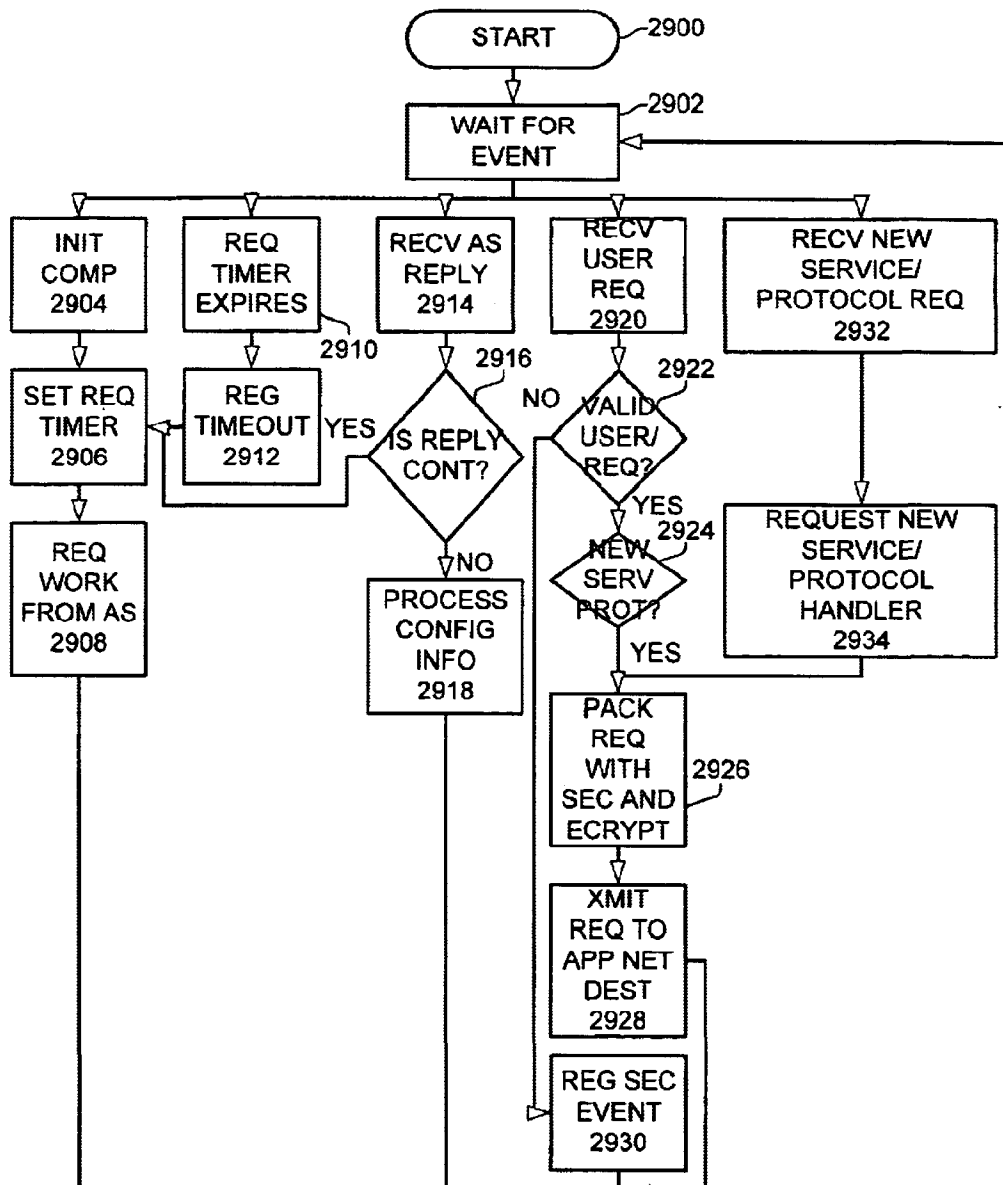 START
2900
2902
WAIT FOR
EVENT
INIT
COMP
2904
REQ
TIMER
EXPIRES
2910
RECV AS
REPLY
2914
RECV
USER
REQ
2920
RECV NEW
SERVICE/
PROTOCOL REQ
2932
SET REQ
TIMER
2906
REG
TIMEOUT
2912
YES
2916
IS REPLY
CONT?
NO
2922
VALID
USER/
REQ?
YES
2924
NEW
SERV
PROT?
YES
REQUEST NEW
SERVICE/
PROTOCOL
HANDLER
2934
REQ
WORK
FROM AS
2908
NO
PROCESS
CONFIG
INFO
2918
PACK
REQ
WITH
SEC AND
ECRYPT
2926
XMIT
REQ TO
APP NET
DEST
2928
REG SEC
EVENT
2930